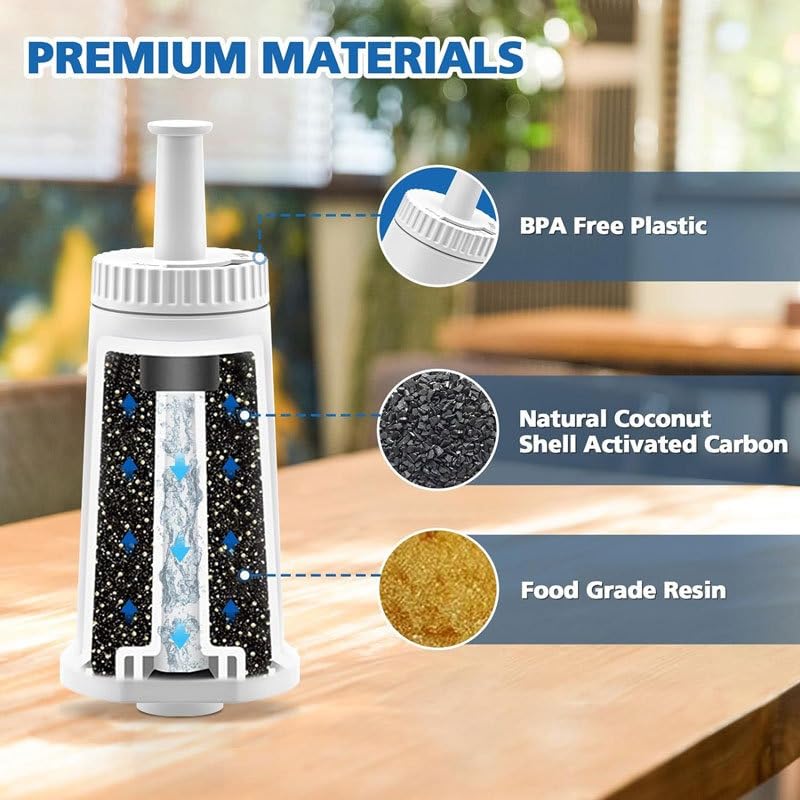 PREMIUM MATERIALS
BPA Free Plastic
Natural Coconut
Shell Activated Carbon
Food Grade Resin